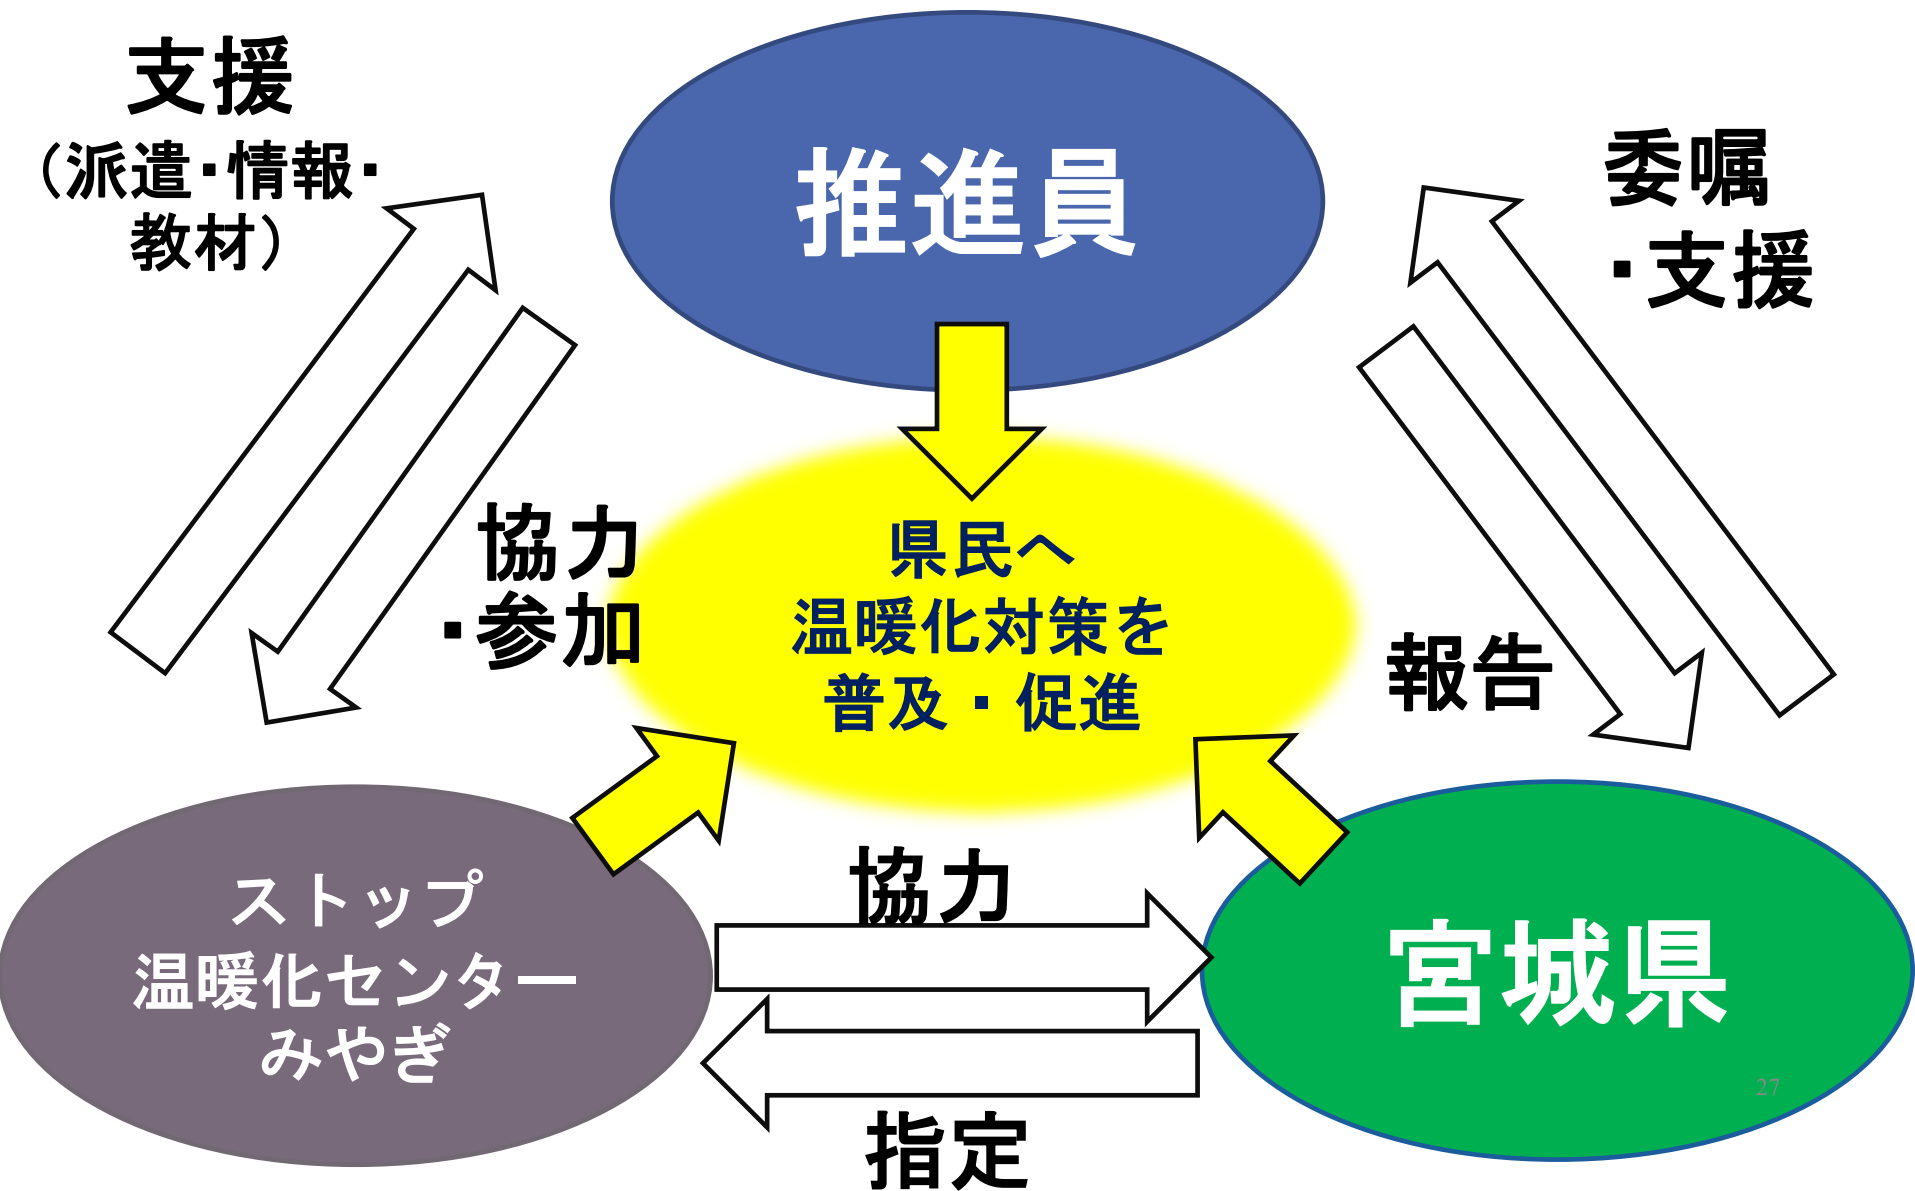 支援
（派遣・情報・
教材）
推進員
委嘱
・支援
協力
・参加
県民へ
温暖化対策を
普及・促進
報告
ストップ
温暖化センター
みやぎ
協力
宮城県
27
指定